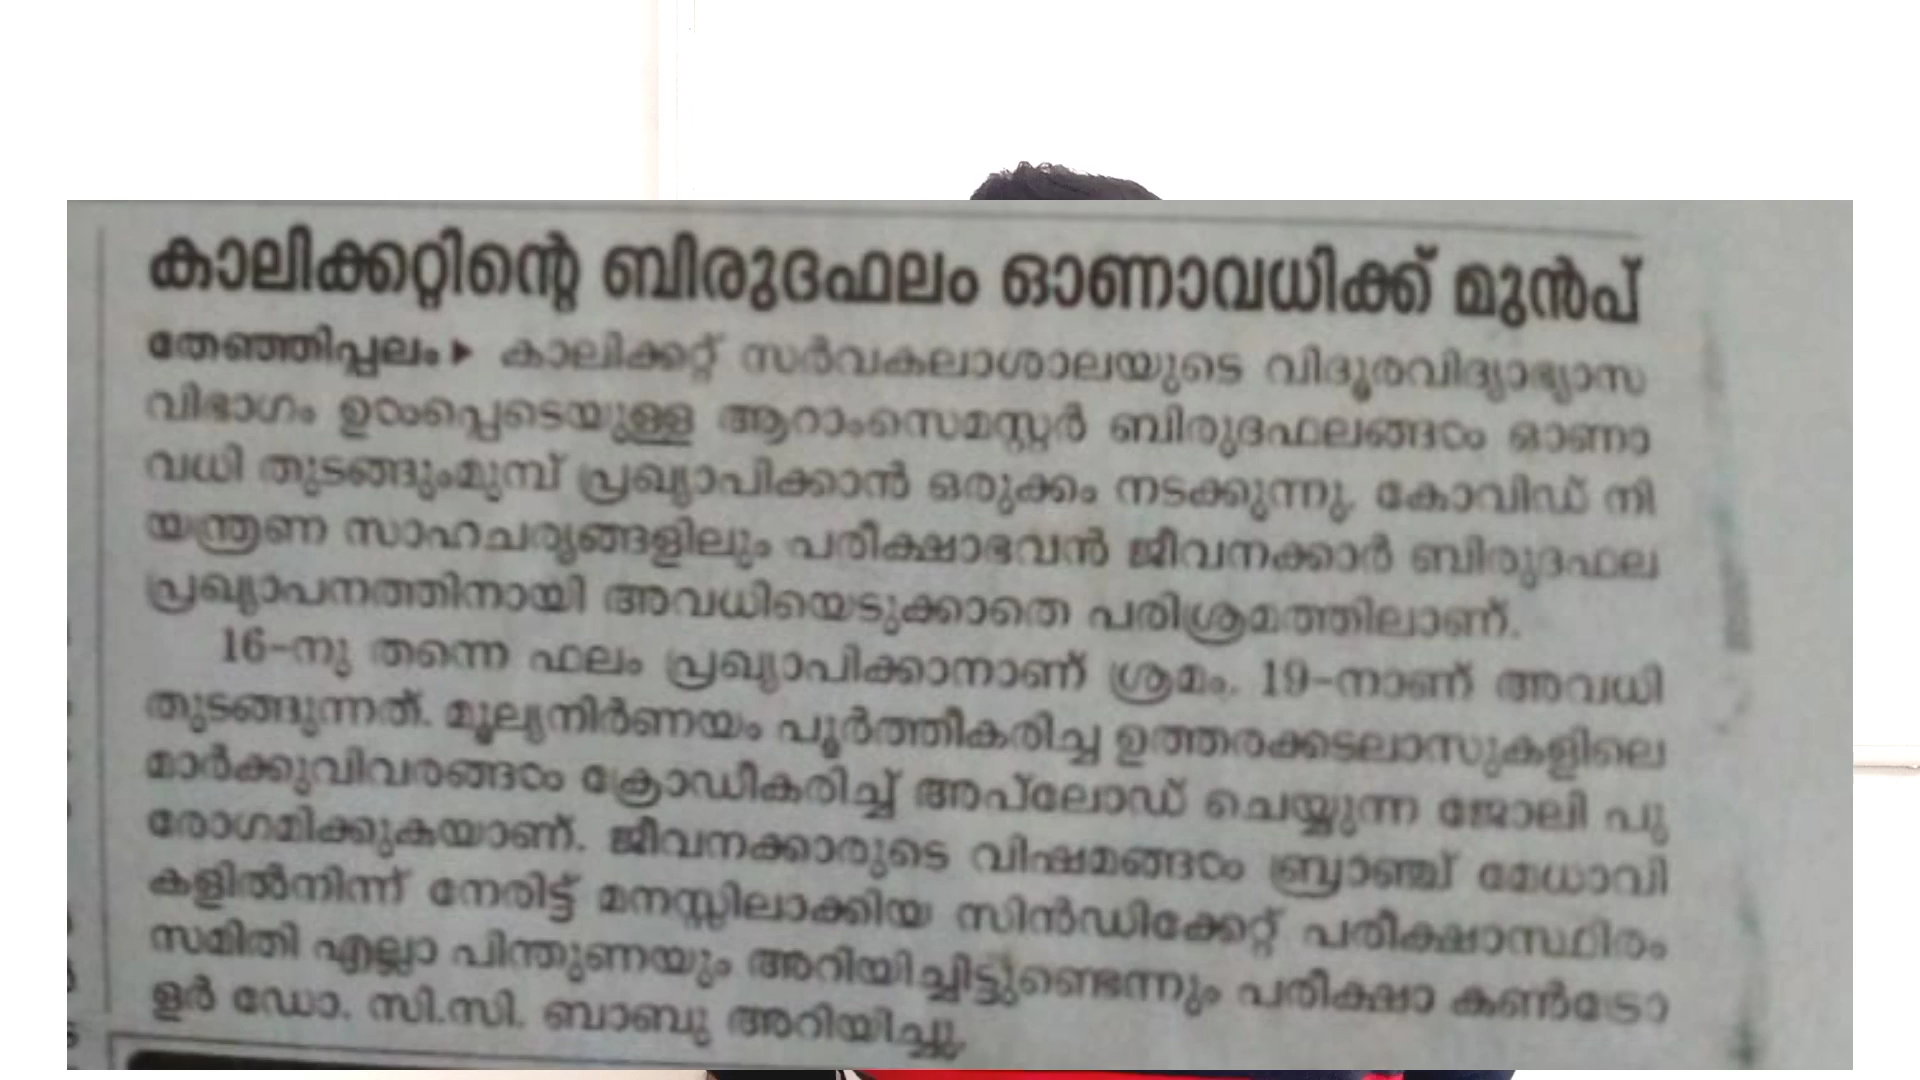 കാലിക്കറ്റിന്റെ ബിരുദഫലം ഓണാവധിക്ക് മുൻപ്
തേഞ്ഞിപ്പലം▸ കാലിക്കറ്റ് സർവകലാശാലയുടെ വിദൂരവിദ്യാഭ്യാസ
വിഭാഗം ഉൾപ്പെടെയുള്ള ആറാംസെമസ്റ്റർ ബിരുദഫലങ്ങൾ ഓണാ
വധി തുടങ്ങുംമുമ്പ് പ്രഖ്യാപിക്കാൻ ഒരുക്കം നടക്കുന്നു. കോവിഡ് നി
യന്ത്രണ സാഹചര്യങ്ങളിലും പരീക്ഷാഭവൻ ജീവനക്കാർ ബിരുദഫല
പ്രഖ്യാപനത്തിനായി അവധിയെടുക്കാതെ പരിശ്രമത്തിലാണ്.
16-നു തന്നെ ഫലം പ്രഖ്യാപിക്കാനാണ് ശ്രമം. 19-നാണ് അവധി
തുടങ്ങുന്നത്. മൂല്യനിർണയം പൂർത്തീകരിച്ച ഉത്തരക്കടലാസുകളിലെ
മാർക്കുവിവരങ്ങൾ ക്രോഡീകരിച്ച് അപ്‌ലോഡ് ചെയ്യുന്ന ജോലി പു
രോഗമിക്കുകയാണ്. ജീവനക്കാരുടെ വിഷമങ്ങൾ ബ്രാഞ്ച് മേധാവി
കളിൽനിന്ന് നേരിട്ട് മനസ്സിലാക്കിയ സിൻഡിക്കേറ്റ് പരീക്ഷാസ്ഥിരം
സമിതി എല്ലാ പിന്തുണയും അറിയിച്ചിട്ടുണ്ടെന്നും പരീക്ഷാ കൺട്രോ
ളർ ഡോ. സി.സി. ബാബു അറിയിച്ചു.